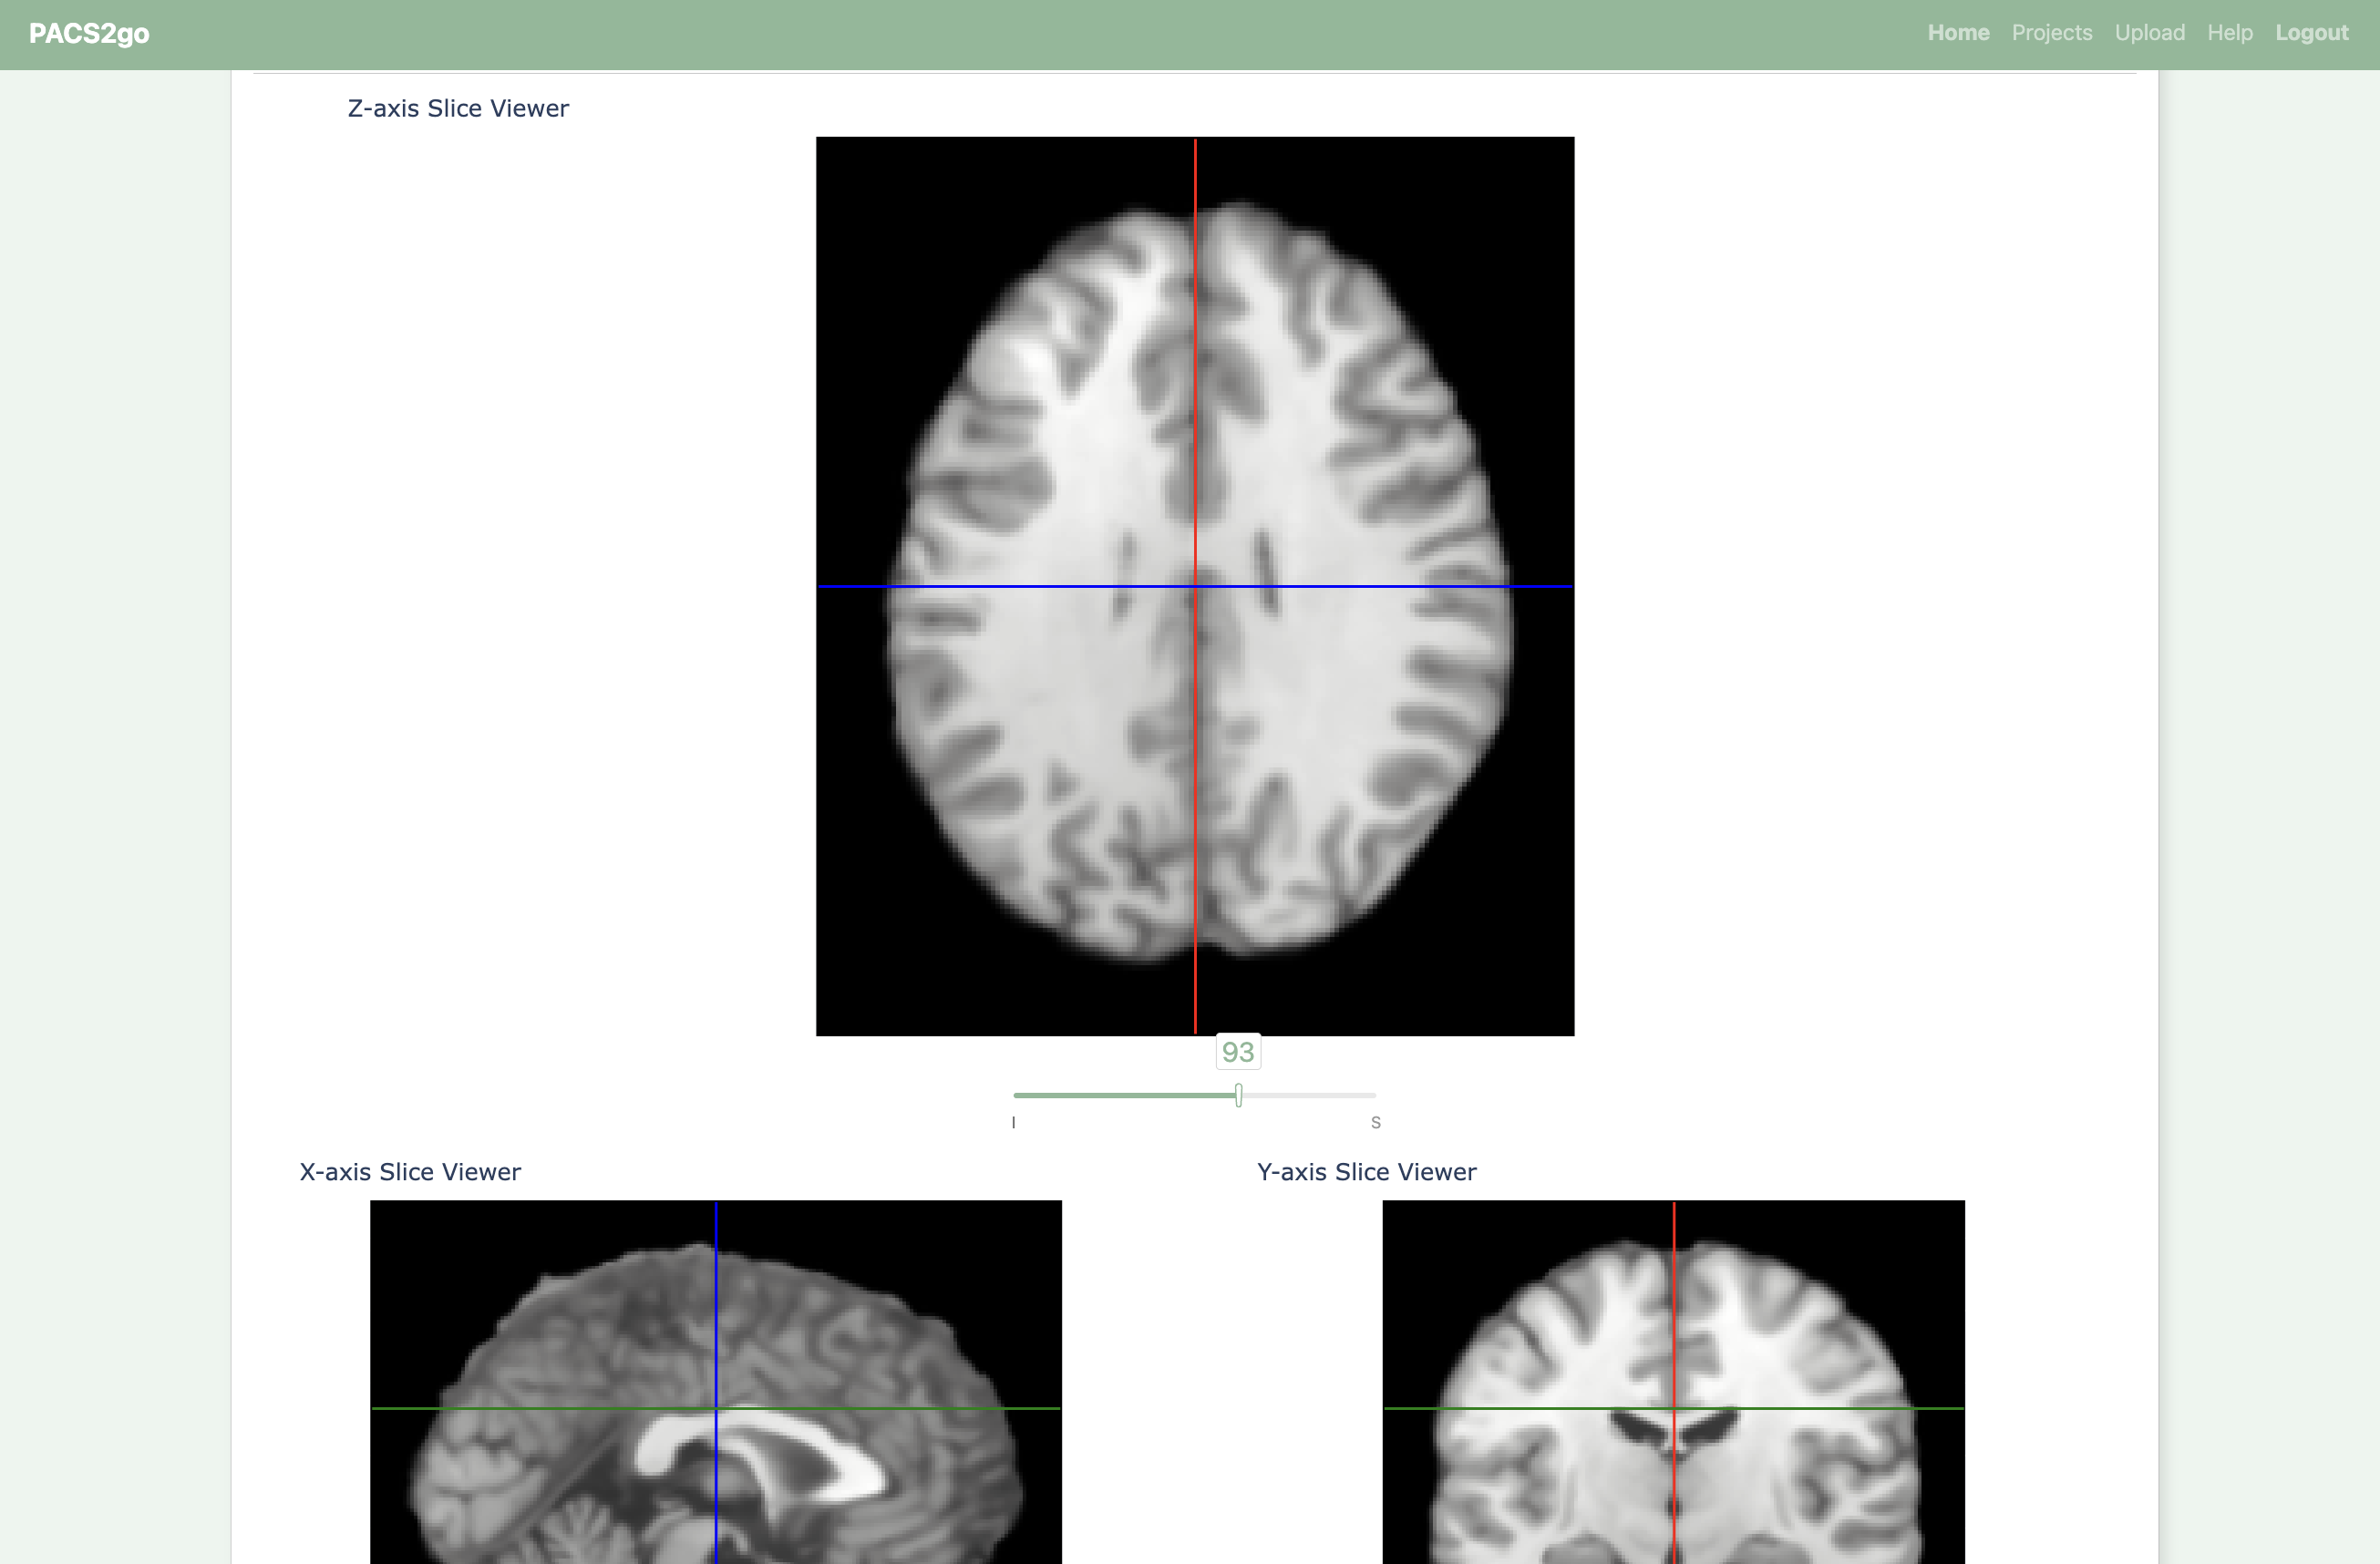 PACS2go
Home Projects Upload Help Logout
Z-axis Slice Viewer
93
I S
X-axis Slice Viewer Y-axis Slice Viewer